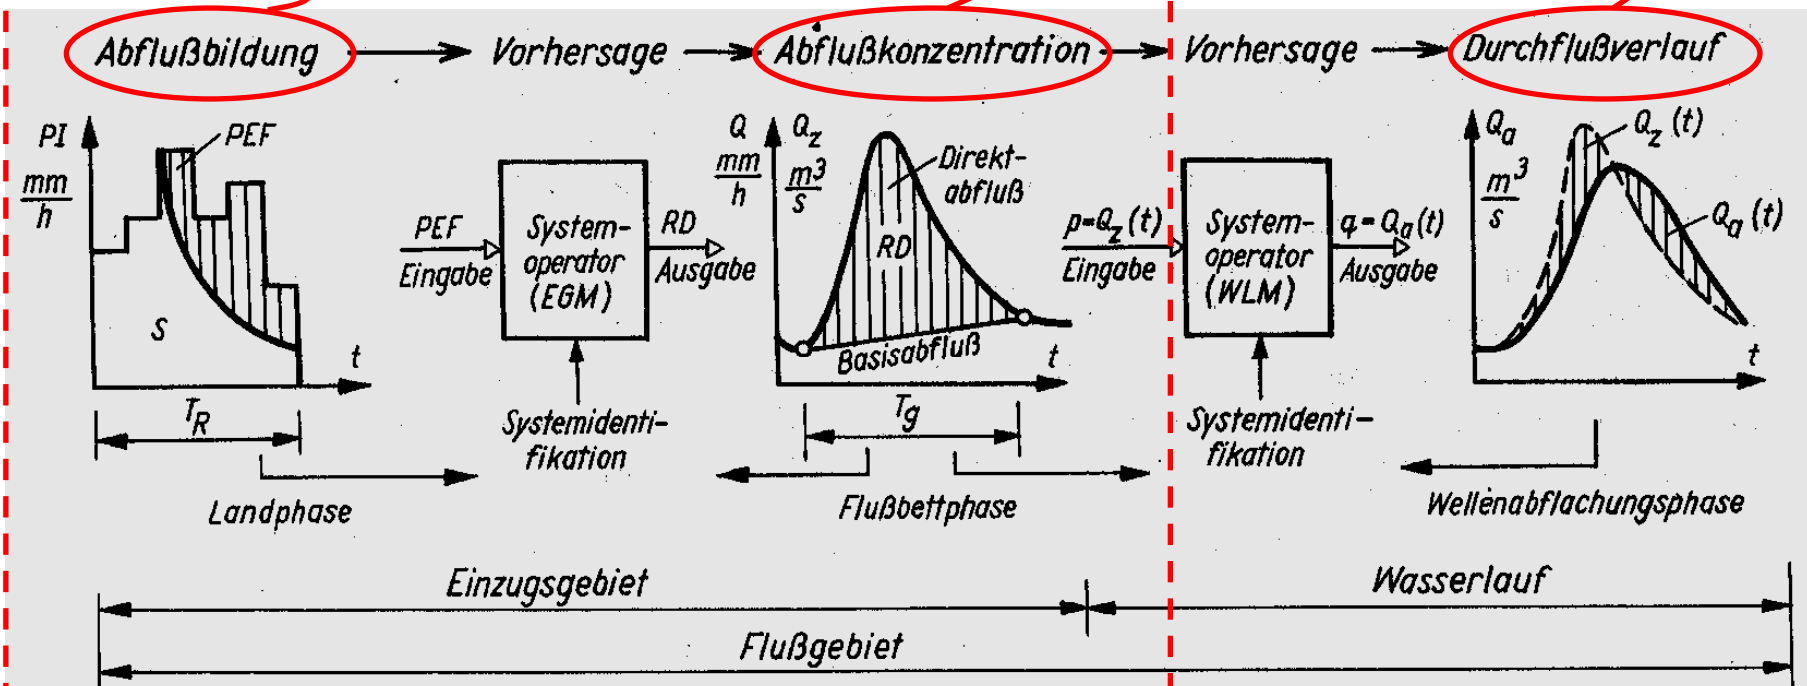 Abflußbildung
Vorhersage
Abflußkonzentration
Vorhersage
Durchflußverlauf
PI
mm
h
PEF
S
t
T_R
PEF
Eingabe
System-
operator
(EGM)
RD
Ausgabe
Systemidenti-
fikation
Q
mm
h
Q_z
m³
s
Direkt-
abfluß
RD
Basisabfluß
t
T_g
p=Q_z(t)
Eingabe
System-
operator
(WLM)
q=Q_a(t)
Ausgabe
Systemidenti-
fikation
Q_a
m³
s
Q_z(t)
Q_a(t)
t
Landphase
Flußbettphase
Wellenabflachungsphase
Einzugsgebiet
Wasserlauf
Flußgebiet